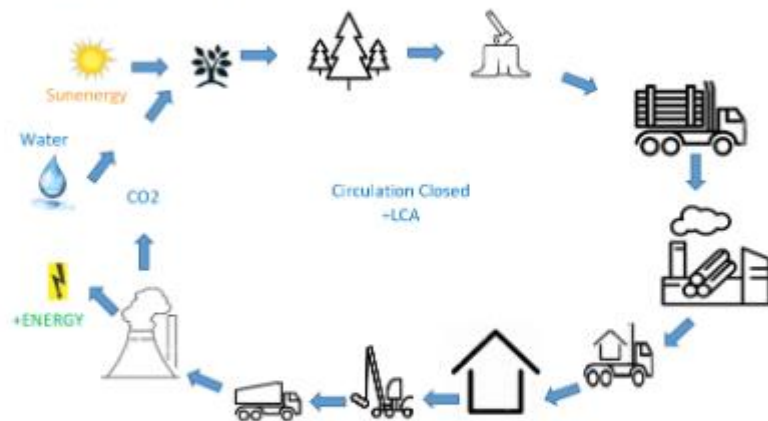 Sunenergy
Water
CO2
Circulation Closed
=LCA
+ENERGY